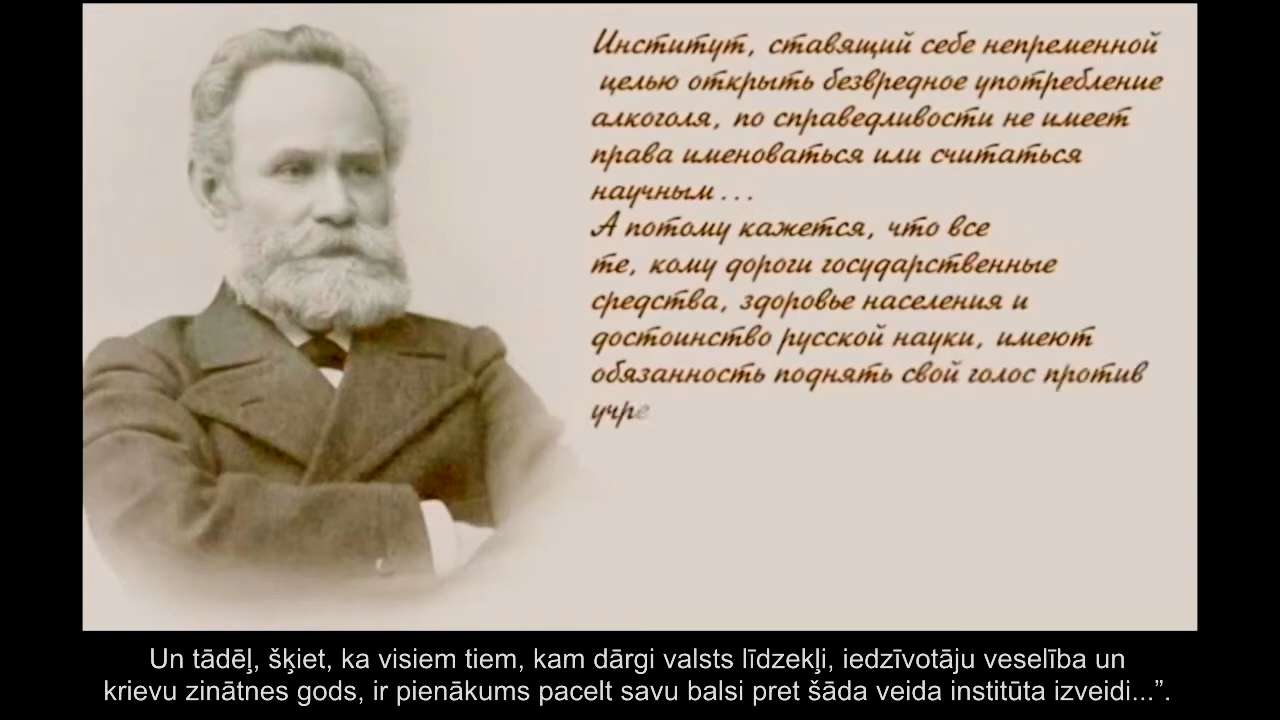 Институт, ставящий себе непременной
целью открыть безвредное употребление
алкоголя, по справедливости не имеет
права именоваться или считаться
научным...
А потому кажется, что все
те, кому дороги государственные
средства, здоровье населения и
достоинство русской науки, имеют
обязанность поднять свой голос против
учре
Un tādēļ, šķiet, ka visiem tiem, kam dārgi valsts līdzekļi, iedzīvotāju veselība un
krievu zinātnes gods, ir pienākums pacelt savu balsi pret šāda veida institūta izveidi...”.